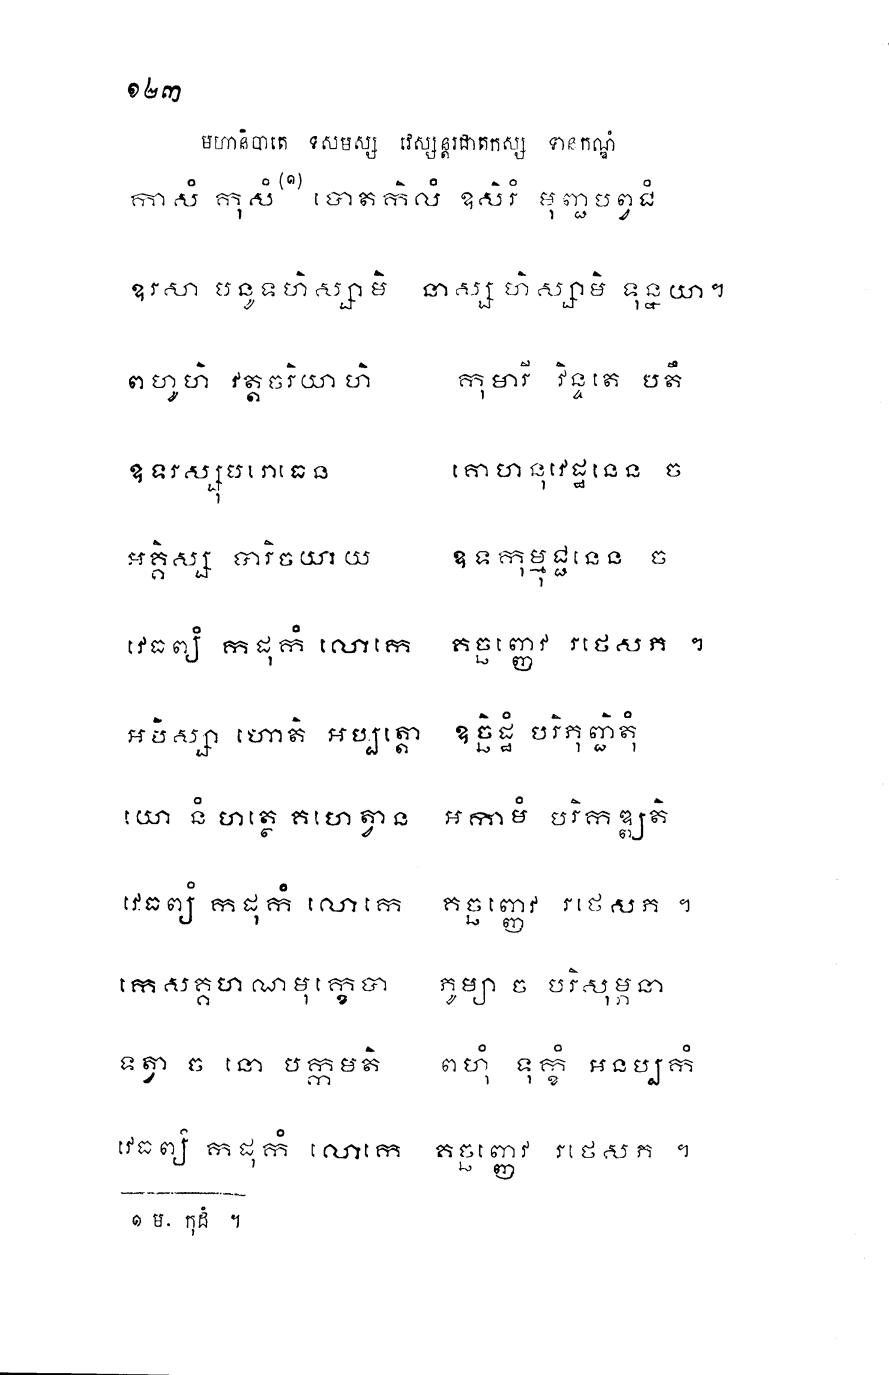 ១២៣
មហានិបាតេ ទសមស្ស វេស្សន្តរជាតកស្ស ទានកណ្ឌំ
កាសំ កុសំ(១) បោតកិលំ ឧសិរំ មុញ្ជបព្វជំ
ឧរសា បនូទហិស្សាមិ នាស្ស ហិស្សាមិ ទុន្នយា។
ពហូហិ វត្តចរិយាហិ កុមារី វិន្ទតេ បតឹ
ឧទរស្សុបរោធេន គោហនុវេដ្ឋនេន ច
អគ្គិស្ស បារិចយាយ ឧទកុម្មុជ្ជនេន ច
វេធព្យំ កដុកំ លោកេ គច្ឆញ្ញេវ រថេសភ ។
អបិស្សា ហោតិ អប្បត្តោ ឧច្ឆិដ្ឋំ បរិភុញ្ជិតុំ
យោ នំ ហត្ថេ គហេត្វាន អកាមំ បរិកឌ្ឍតិ
វេធព្យំ កដុកំ លោកេ គច្ឆញ្ញេវ រថេសភ ។
កេសគ្គហណមុក្ខេបា ភូម្យា ច បរិសុម្ភនា
ទត្វា ច នោ បក្កមតិ ពហុំ ទុក្ខំ អនប្បកំ
វេធព្យំ កដុកំ លោកេ គច្ឆញ្ញេវ រថេសភ ។
១ ម. កុដំ ។